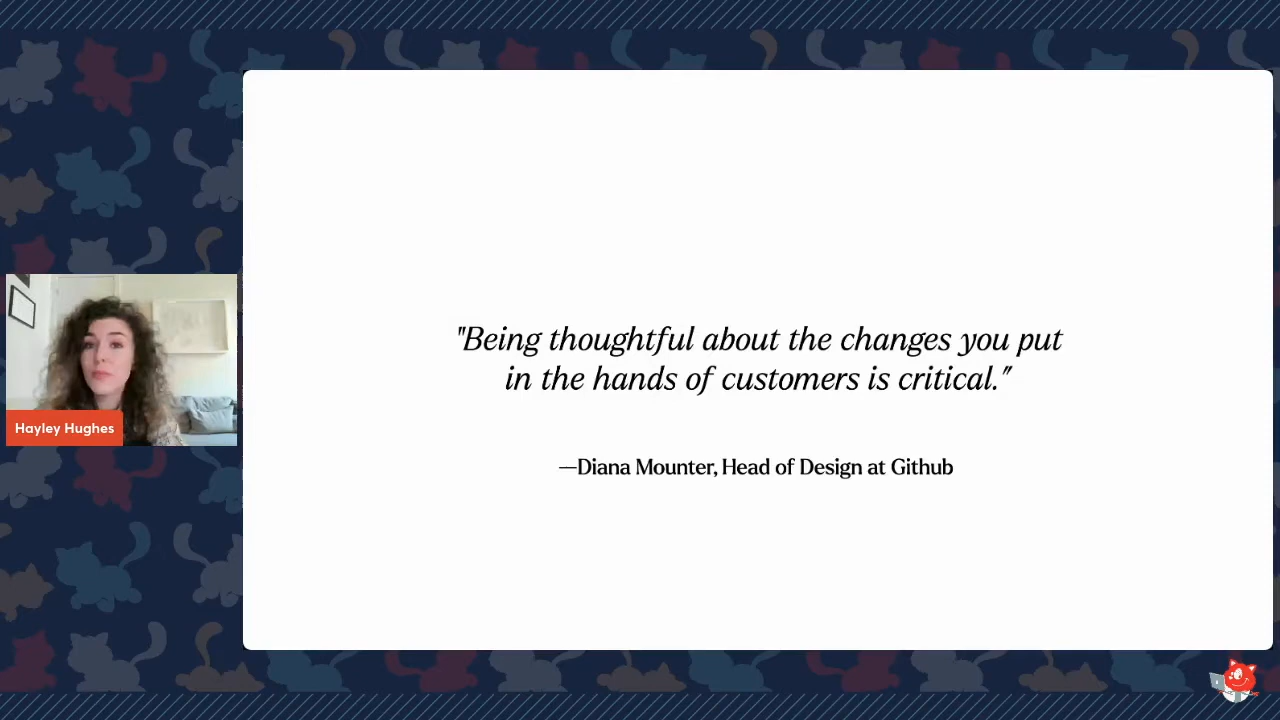 "Being thoughtful about the changes you put
in the hands of customers is critical."
—Diana Mounter, Head of Design at Github
Hayley Hughes